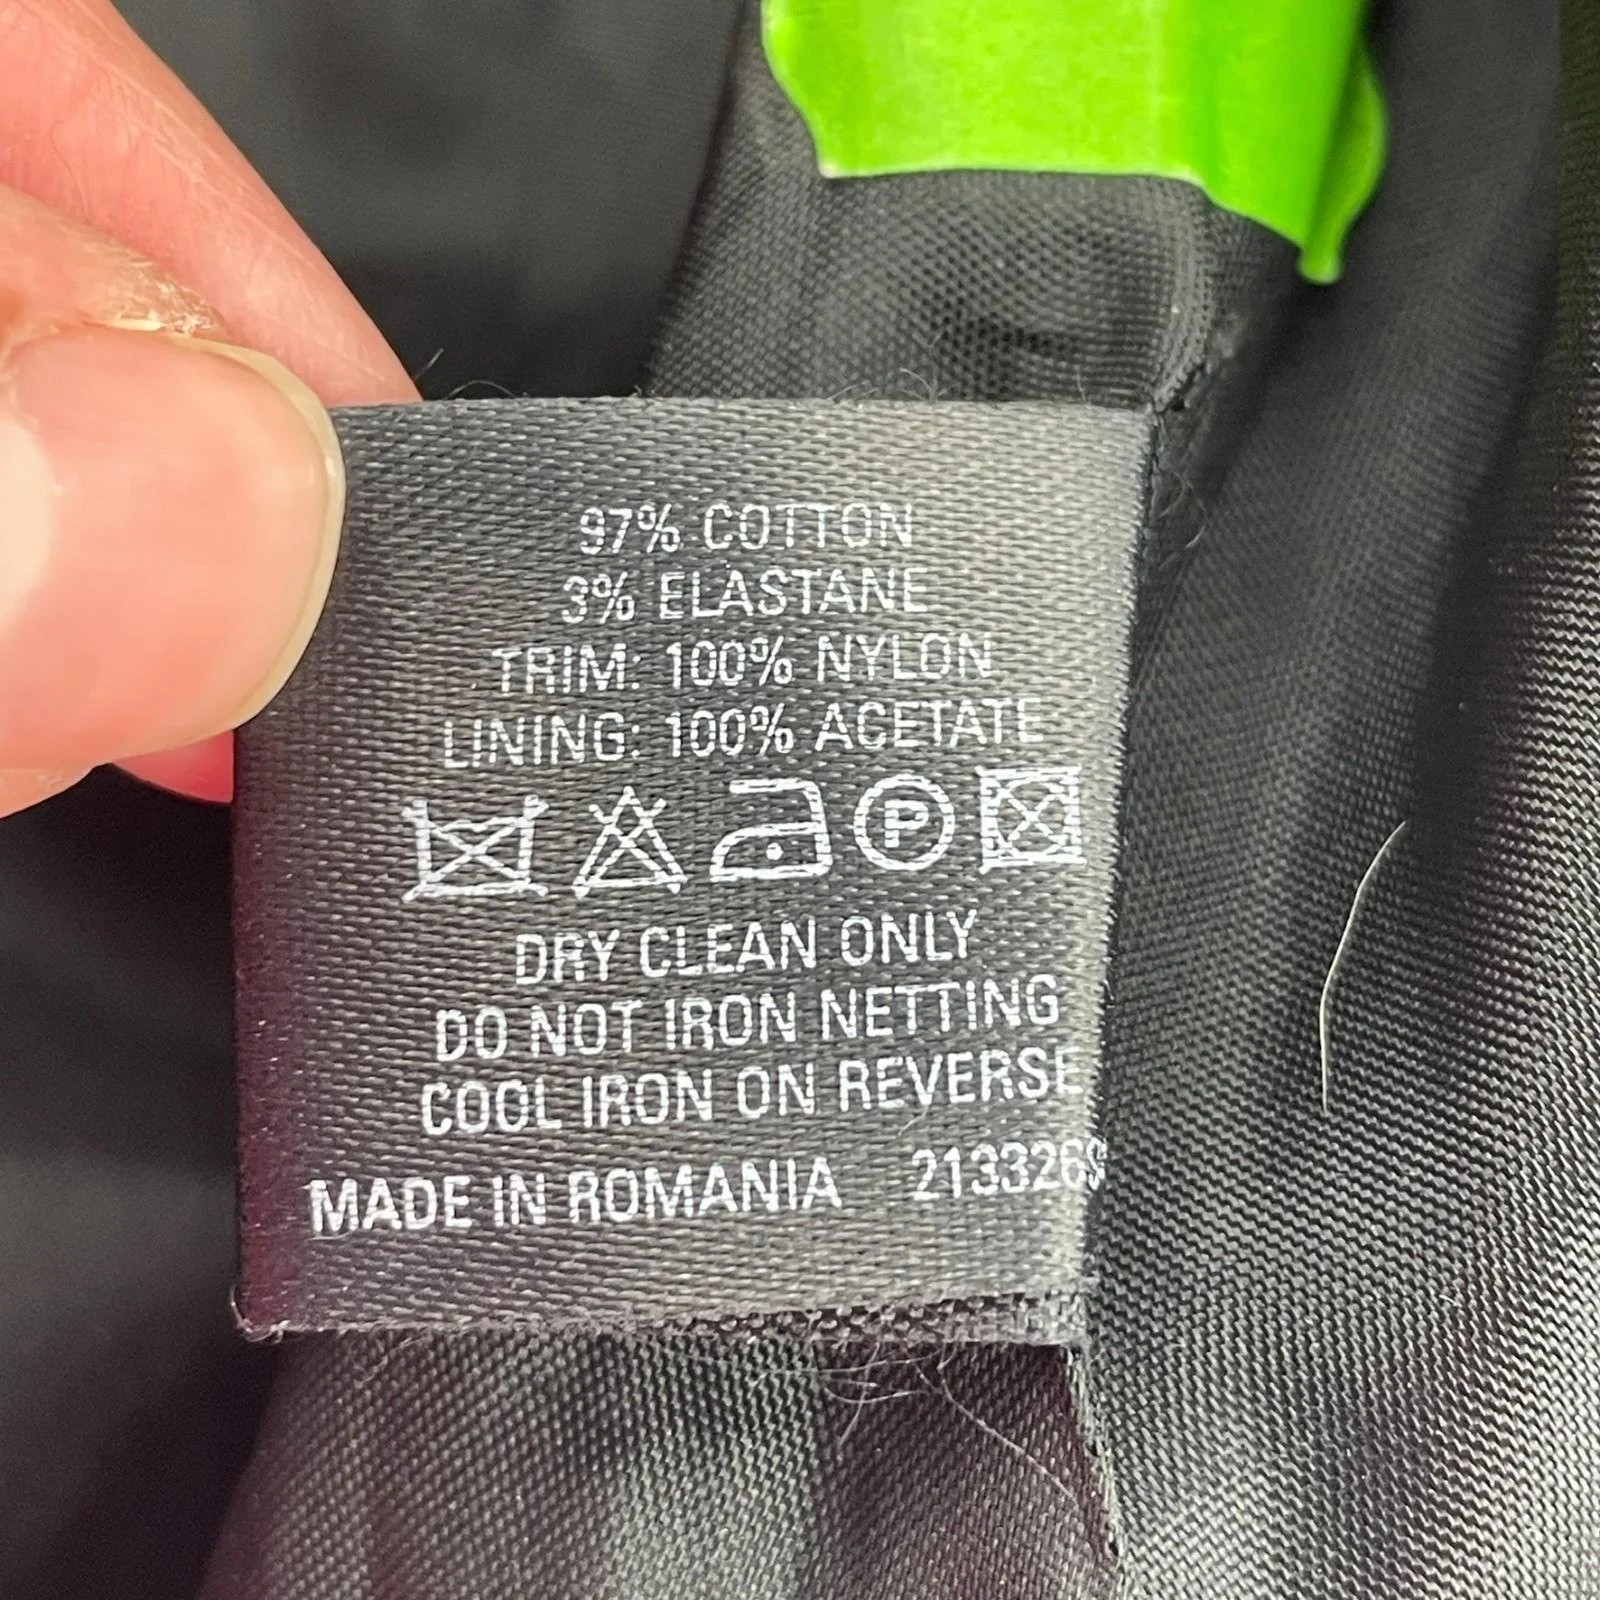 97% COTTON
3% ELASTANE
TRIM: 100% NYLON
LINING: 100% ACETATE
P
DRY CLEAN ONLY
DO NOT IRON NETTING
COOL IRON ON REVERSE
MADE IN ROMANIA 2133269